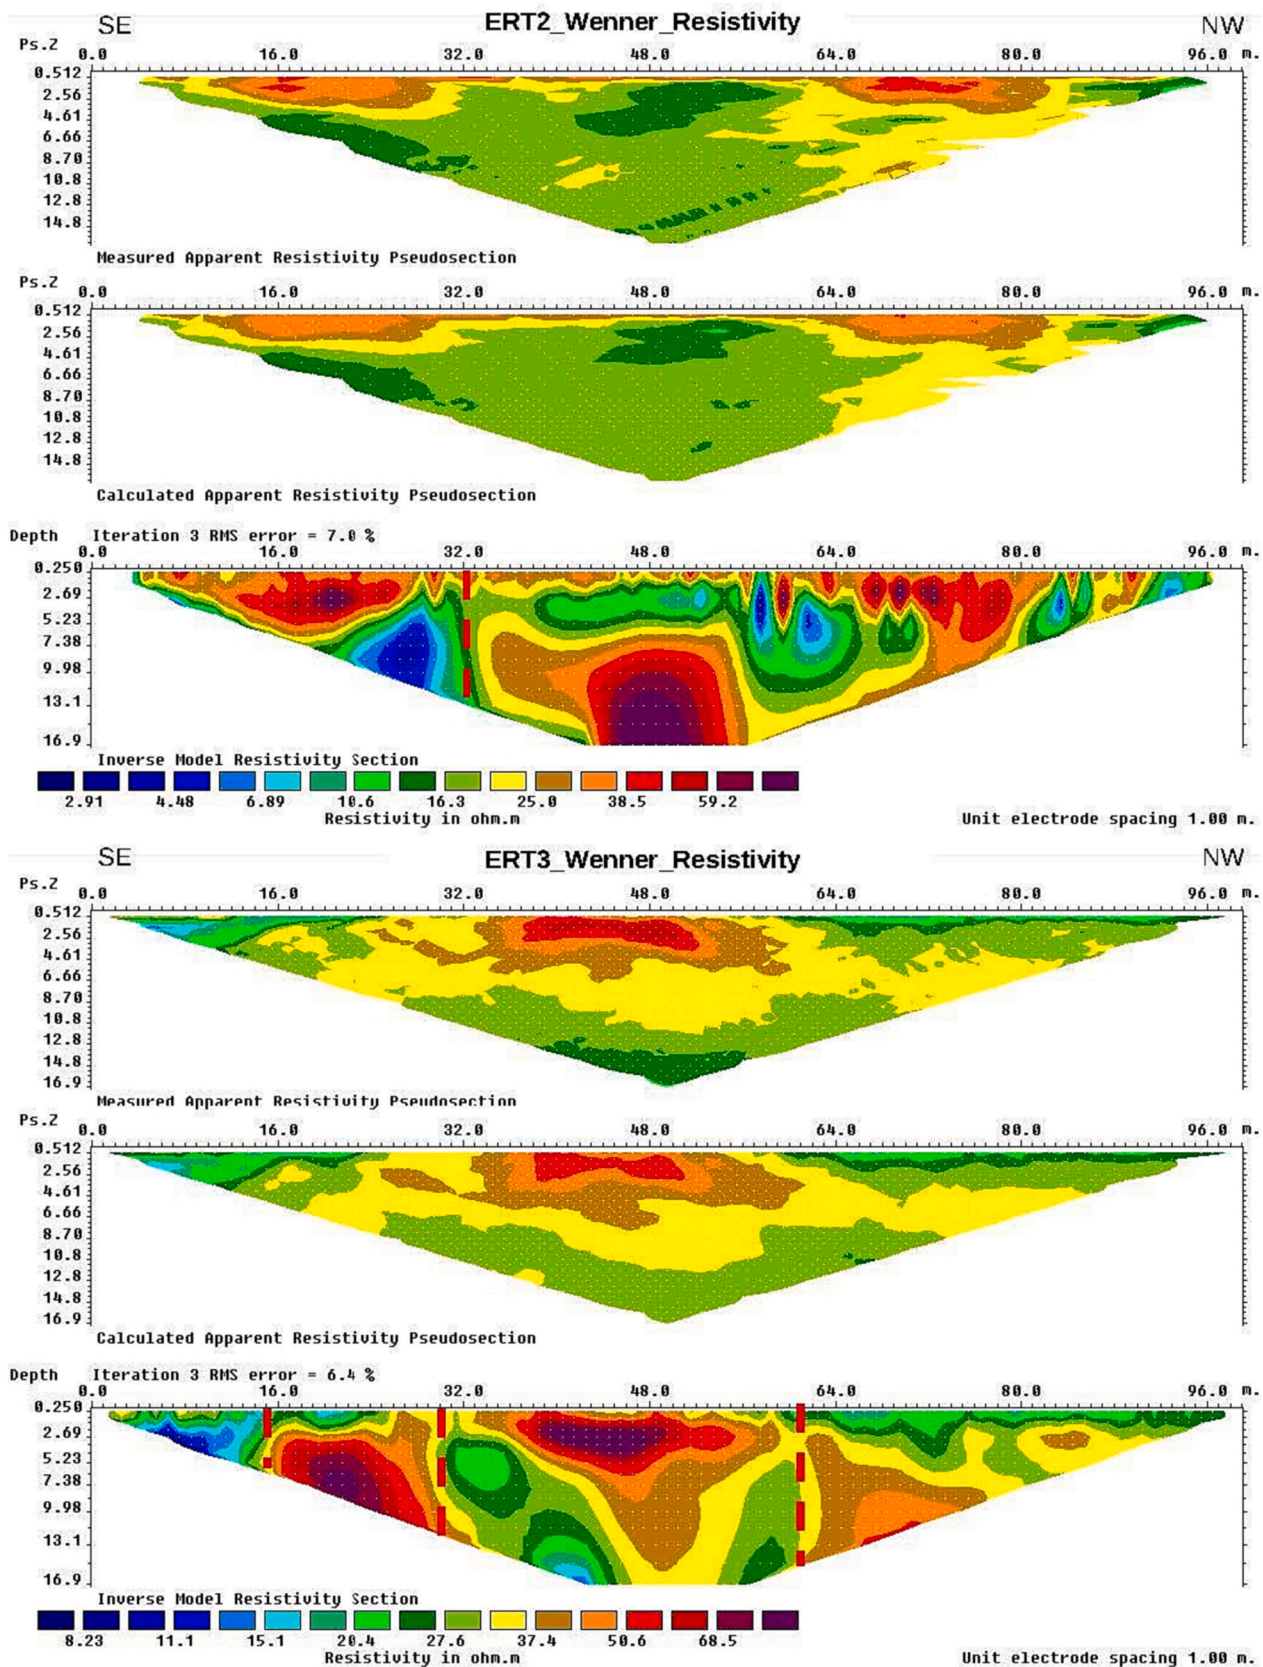 SE ERT2_Wenner_Resistivity NW
Ps.Z 0.0 16.0 32.0 48.0 64.0 80.0 96.0 m.
0.512
2.56
4.61
6.66
8.70
10.8
12.8
14.8
Measured Apparent Resistivity Pseudosection
Ps.Z 0.0 16.0 32.0 48.0 64.0 80.0 96.0 m.
0.512
2.56
4.61
6.66
8.70
10.8
12.8
14.8
Calculated Apparent Resistivity Pseudosection
Depth Iteration 3 RMS error = 7.0 %
0.0 16.0 32.0 48.0 64.0 80.0 96.0 m.
0.250
2.69
5.23
7.38
9.98
13.1
16.9
Inverse Model Resistivity Section
2.91 4.48 6.89 10.6 16.3 25.0 38.5 59.2
Resistivity in ohm.m Unit electrode spacing 1.00 m.
SE ERT3_Wenner_Resistivity NW
Ps.Z 0.0 16.0 32.0 48.0 64.0 80.0 96.0 m.
0.512
2.56
4.61
6.66
8.70
10.8
12.8
14.8
16.9
Measured Apparent Resistivity Pseudosection
Ps.Z 0.0 16.0 32.0 48.0 64.0 80.0 96.0 m.
0.512
2.56
4.61
6.66
8.70
10.8
12.8
14.8
16.9
Calculated Apparent Resistivity Pseudosection
Depth Iteration 3 RMS error = 6.4 %
0.0 16.0 32.0 48.0 64.0 80.0 96.0 m.
0.250
2.69
5.23
7.38
9.98
13.1
16.9
Inverse Model Resistivity Section
8.23 11.1 15.1 20.4 27.6 37.4 50.6 68.5
Resistivity in ohm.m Unit electrode spacing 1.00 m.